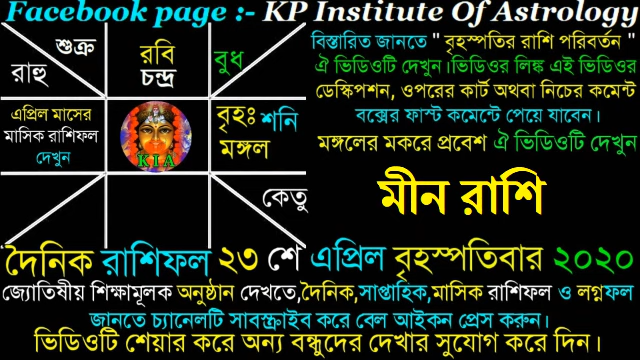 Facebook page :- KP Institute Of Astrology
শুক্র
রাহু
রবি
চন্দ্র
বুধ
এপ্রিল মাসের
মাসিক রাশিফল
দেখুন
KIA
বৃহঃ শনি
মঙ্গল
কেতু
বিস্তারিত জানতে " বৃহস্পতির রাশি পরিবর্তন "
ঐ ভিডিওটি দেখুন ।ভিডিওর লিঙ্ক এই ভিডিওর
ডেস্কিপশন, ওপরের কার্ট অথবা নিচের কমেন্ট
বক্সের ফার্স্ট কমেন্টে পেয়ে যাবেন।
মঙ্গলের মকরে প্রবেশ ঐ ভিডিওটি দেখুন
মীন রাশি
দৈনিক রাশিফল ২৩ শে এপ্রিল বৃহস্পতিবার ২০২০
জ্যোতিষীয় শিক্ষামূলক অনুষ্ঠান দেখতে,দৈনিক,সাপ্তাহিক,মাসিক রাশিফল ও লগ্নফল
জানতে চ্যানেলটি সাবস্ক্রাইব করে বেল আইকন প্রেস করুন।
ভিডিওটি শেয়ার করে অন্য বন্ধুদের দেখার সুযোগ করে দিন।